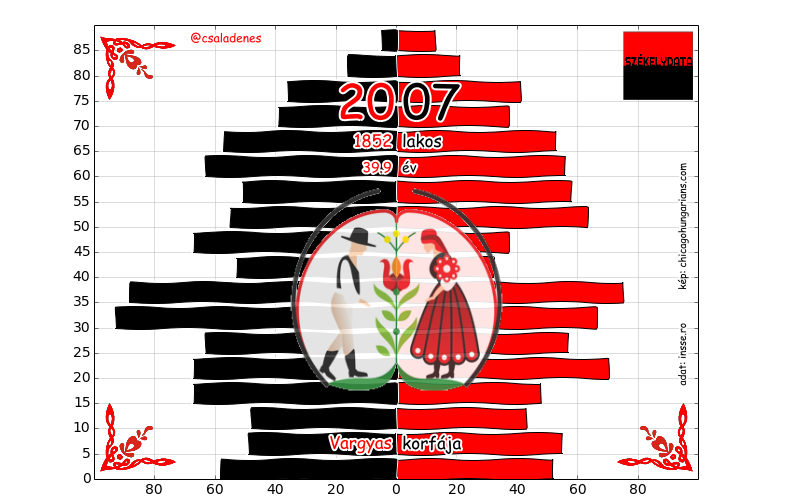 @csaladenes
SZÉKELYDATA
2007
1852 lakos
39.9 év
kép: chicagohungarians.com
adat: insse.ro
Vargyas korfája
85
80
75
70
65
60
55
50
45
40
35
30
25
20
15
10
5
0
80 60 40 20 0 20 40 60 80